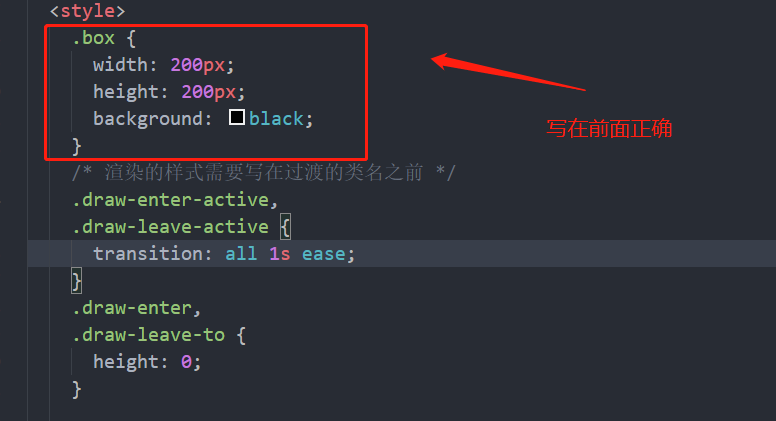 <style>
.box {
width: 200px;
height: 200px;
background: black;
}
写在前面正确
/* 渲染的样式需要写在过渡的类名之前 */
.draw-enter-active,
.draw-leave-active {
transition: all 1s ease;
}
.draw-enter,
.draw-leave-to {
height: 0;
}